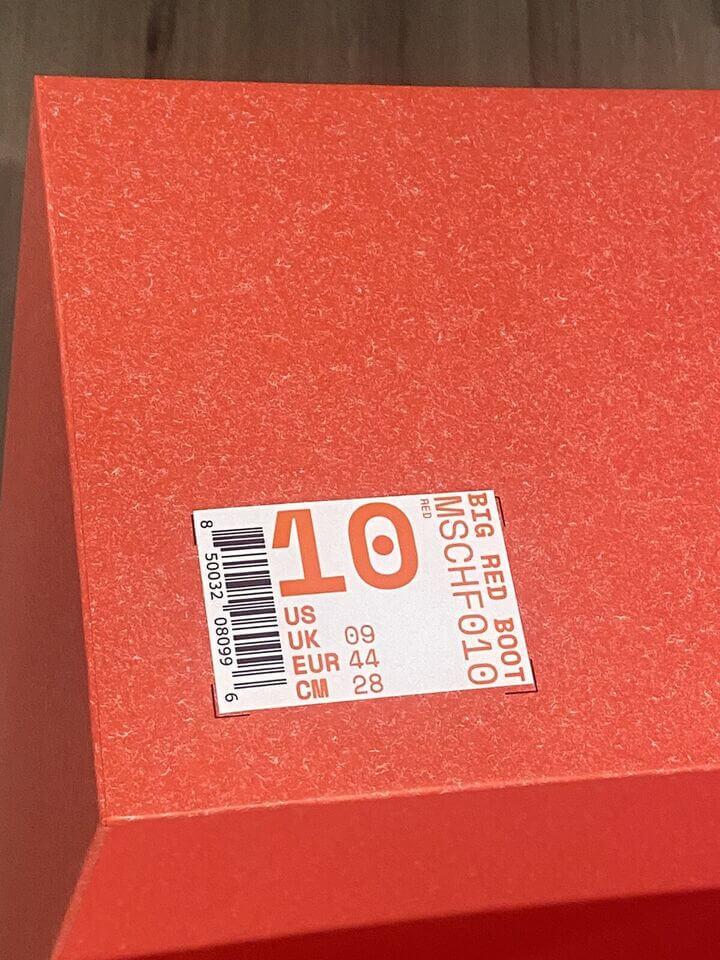 BIG RED BOOT
MSCHF010
RED
10
US
UK 09
EUR 44
CM 28
8 50032 08099 6